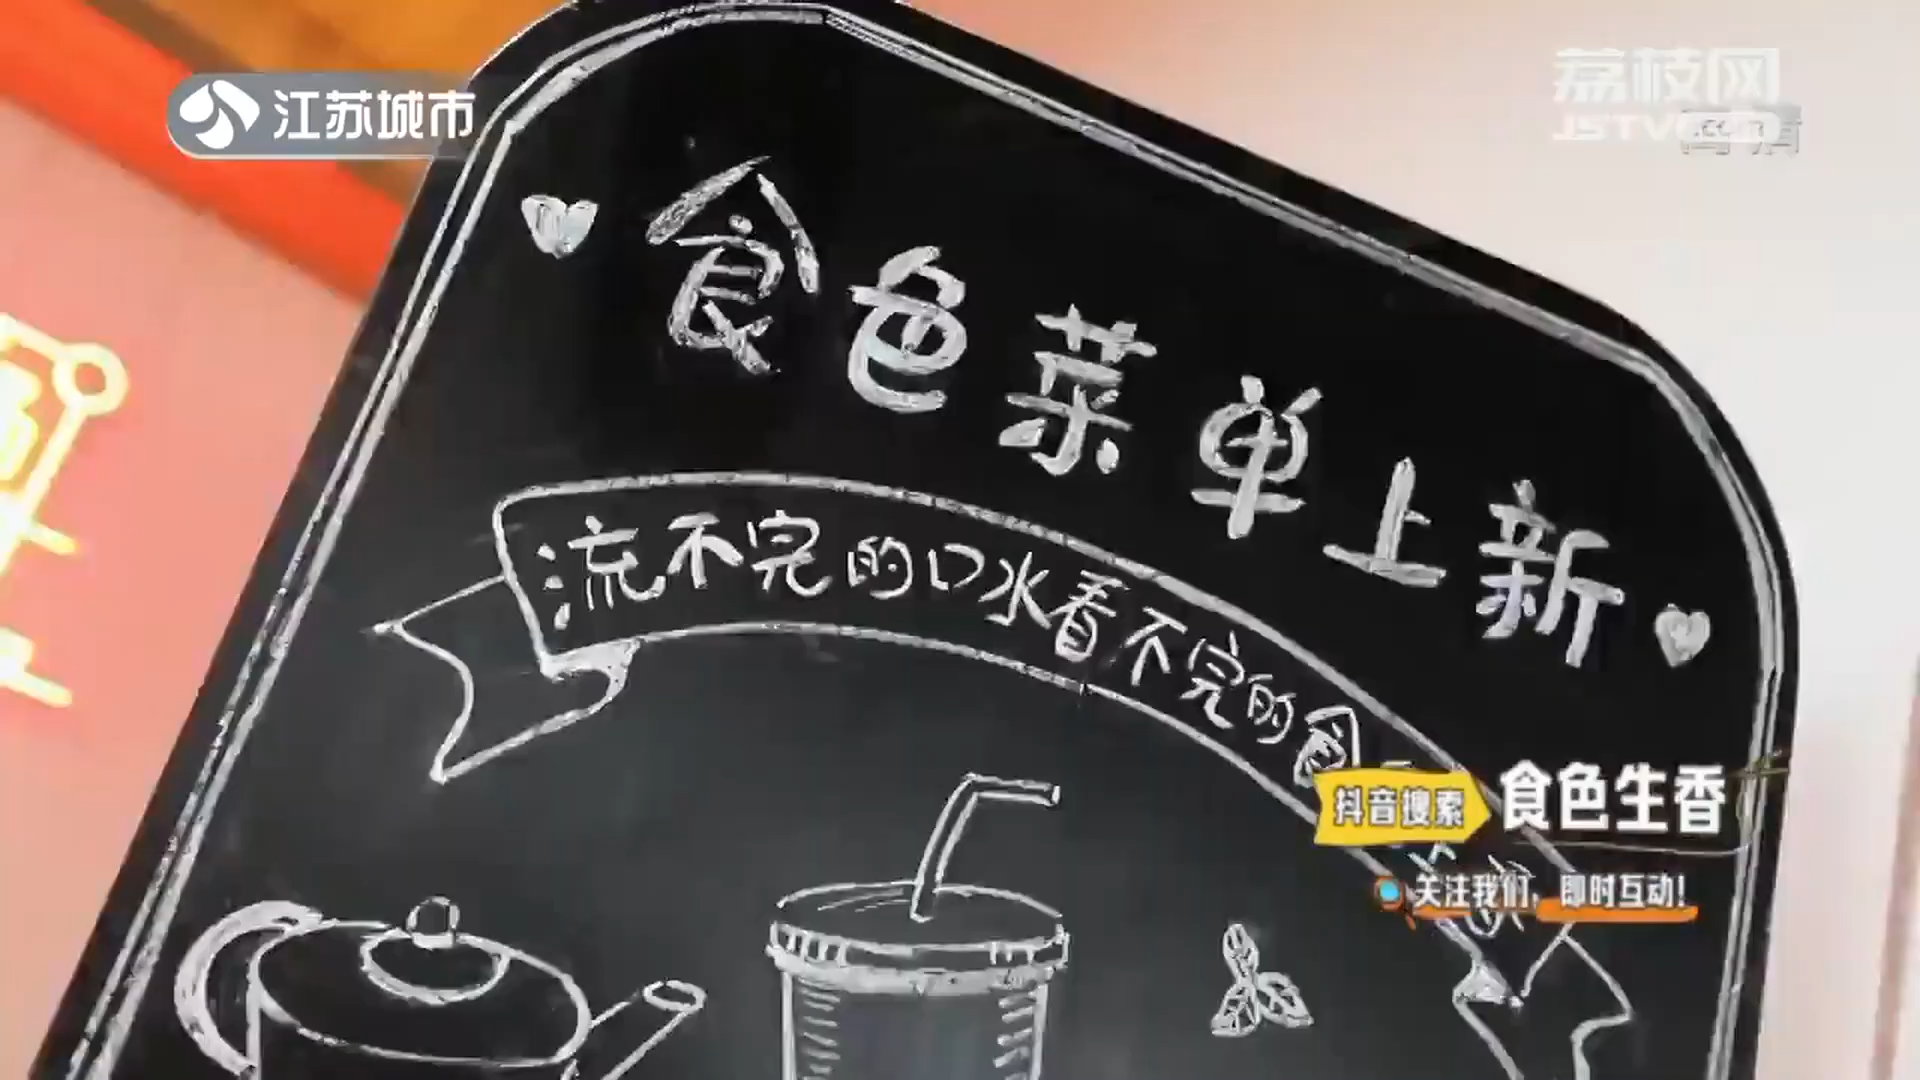 江苏城市
荔枝网
JSTV
食色菜单上新
流不完的口水看不完的食
抖音搜索
食色生香
关注我们，即时互动！